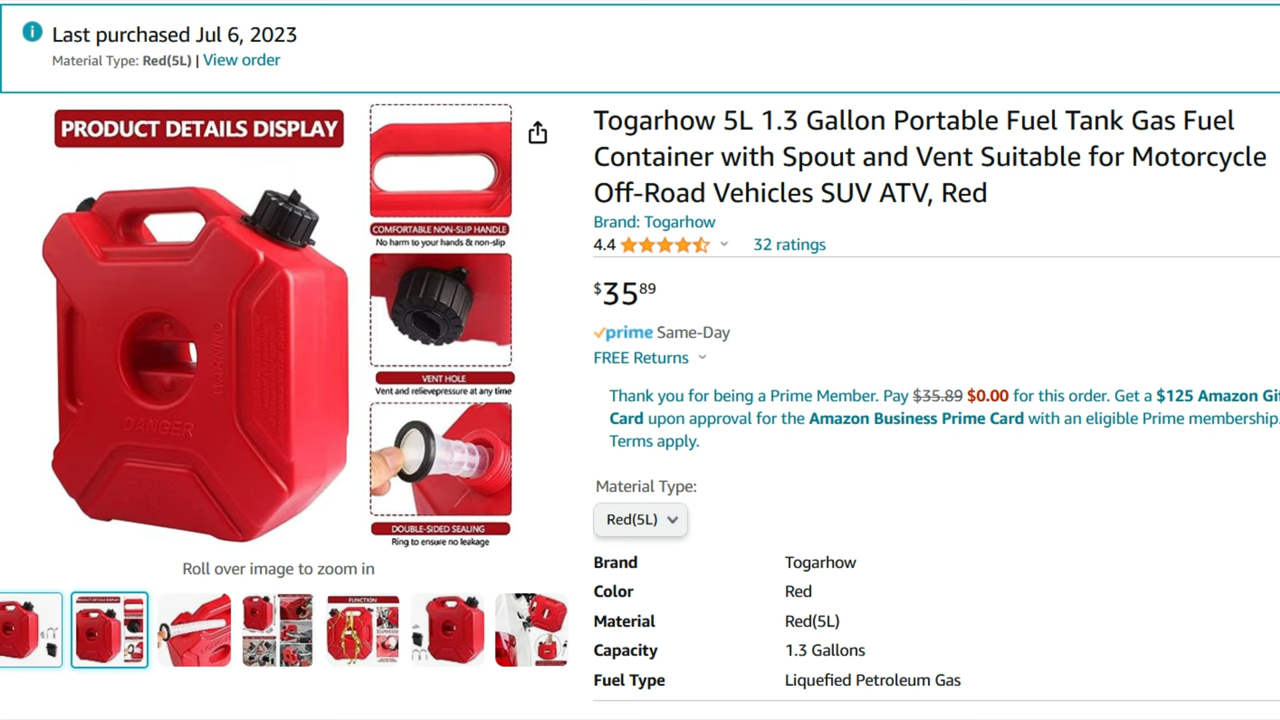 Last purchased Jul 6, 2023
Material Type: Red(5L) | View order
PRODUCT DETAILS DISPLAY
COMFORTABLE NON-SLIP HANDLE
No harm to your hands & non-slip
WARNING
DANGER
VENT HOLE
Vent and relievepressure at any time
DOUBLE-SIDED SEALING
Ring to ensure no leakage
Roll over image to zoom in
FUNCTION
Togarhow 5L 1.3 Gallon Portable Fuel Tank Gas Fuel
Container with Spout and Vent Suitable for Motorcycle
Off-Road Vehicles SUV ATV, Red
Brand: Togarhow
4.4 32 ratings
$35 89
prime Same-Day
FREE Returns
Thank you for being a Prime Member. Pay $35.89 $0.00 for this order. Get a $125 Amazon Gi
Card upon approval for the Amazon Business Prime Card with an eligible Prime membership.
Terms apply.
Material Type:
Red(5L)
Brand Togarhow
Color Red
Material Red(5L)
Capacity 1.3 Gallons
Fuel Type Liquefied Petroleum Gas